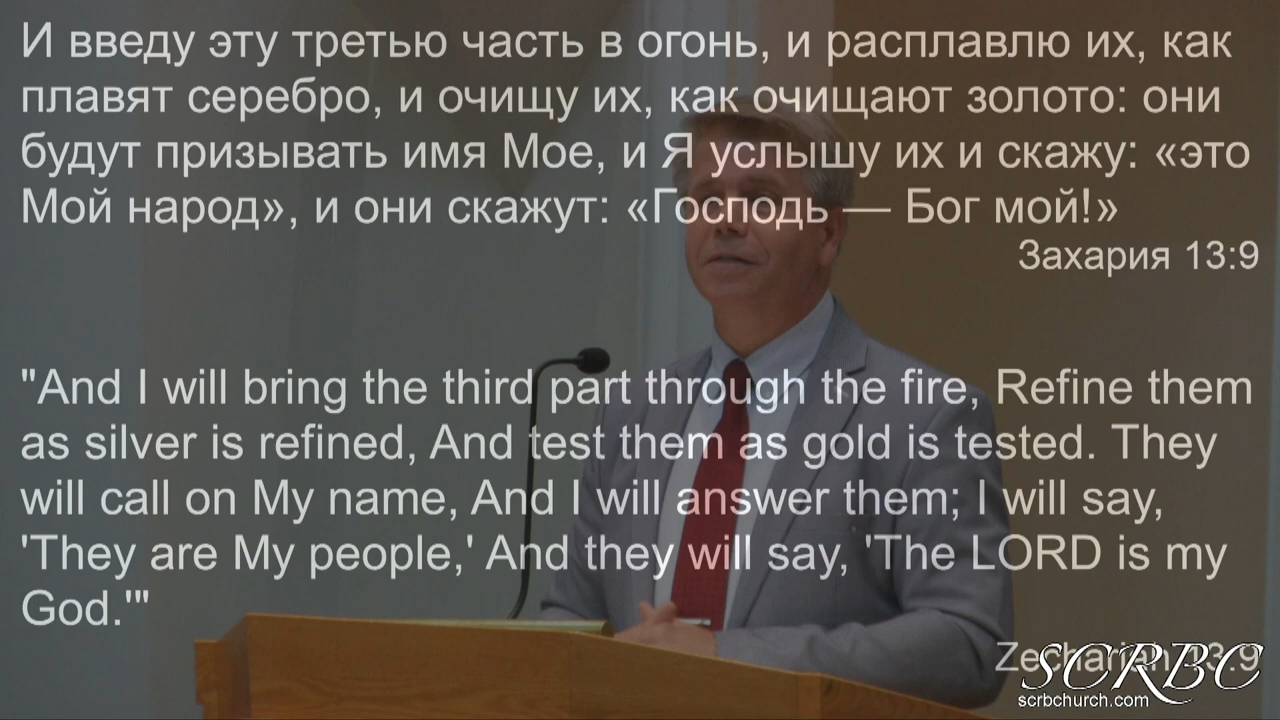 И введу эту третью часть в огонь, и расплавлю их, как
плавят серебро, и очищу их, как очищают золото: они
будут призывать имя Мое, и Я услышу их и скажу: «это
Мой народ», и они скажут: «Господь — Бог мой!»
Захария 13:9
"And I will bring the third part through the fire, Refine them
as silver is refined, And test them as gold is tested. They
will call on My name, And I will answer them; I will say,
'They are My people,' And they will say, 'The LORD is my
God.'"
Zechariah 13:9
SCRBC
scrbchurch.com